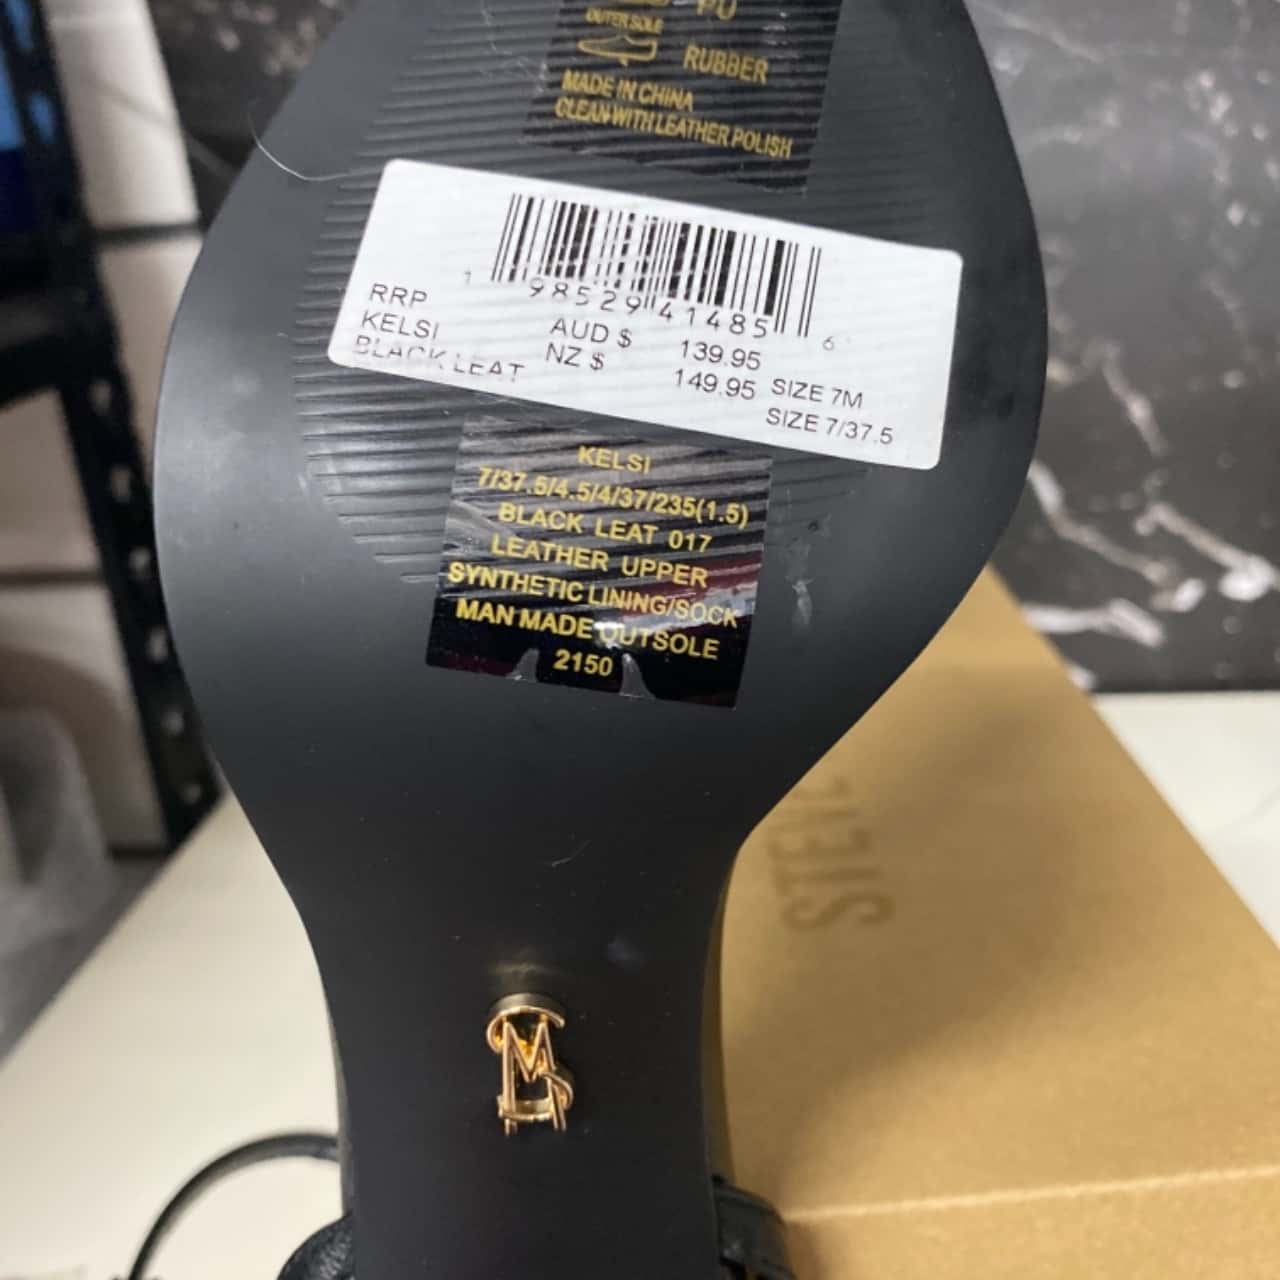 PU
OUTER SOLE
RUBBER
MADE IN CHINA
CLEAN WITH LEATHER POLISH
1 98529 41485 6
RRP
KELSI AUD $ 139.95 SIZE 7M
BLACK LEAT NZ $ 149.95 SIZE 7/37.5
KELSI
7/37.5/4.5/4/37/235(1.5)
BLACK LEAT 017
LEATHER UPPER
SYNTHETIC LINING/SOCK
MAN MADE OUTSOLE
2150
SM